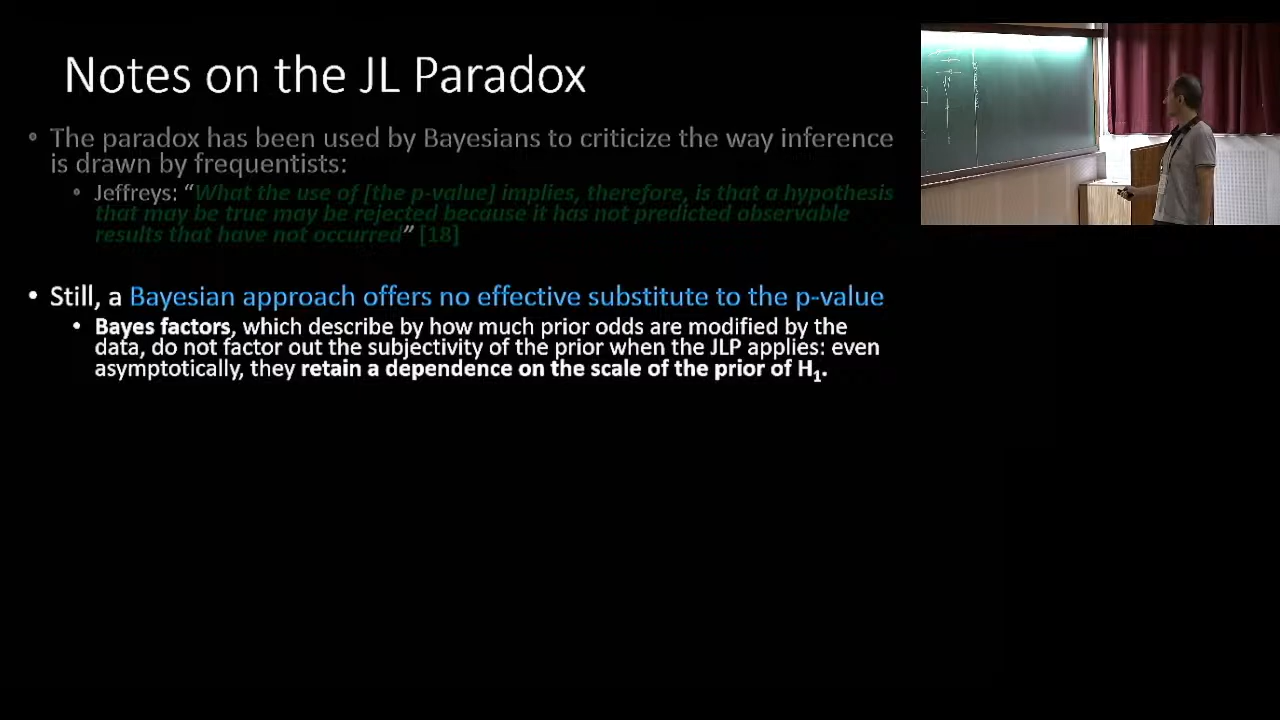 Notes on the JL Paradox
• The paradox has been used by Bayesians to criticize the way inference
is drawn by frequentists:
• Jeffreys: “What the use of [the p-value] implies, therefore, is that a hypothesis
that may be true may be rejected because it has not predicted observable
results that have not occurred” [18]
• Still, a Bayesian approach offers no effective substitute to the p-value
• Bayes factors, which describe by how much prior odds are modified by the
data, do not factor out the subjectivity of the prior when the JLP applies: even
asymptotically, they retain a dependence on the scale of the prior of H1.